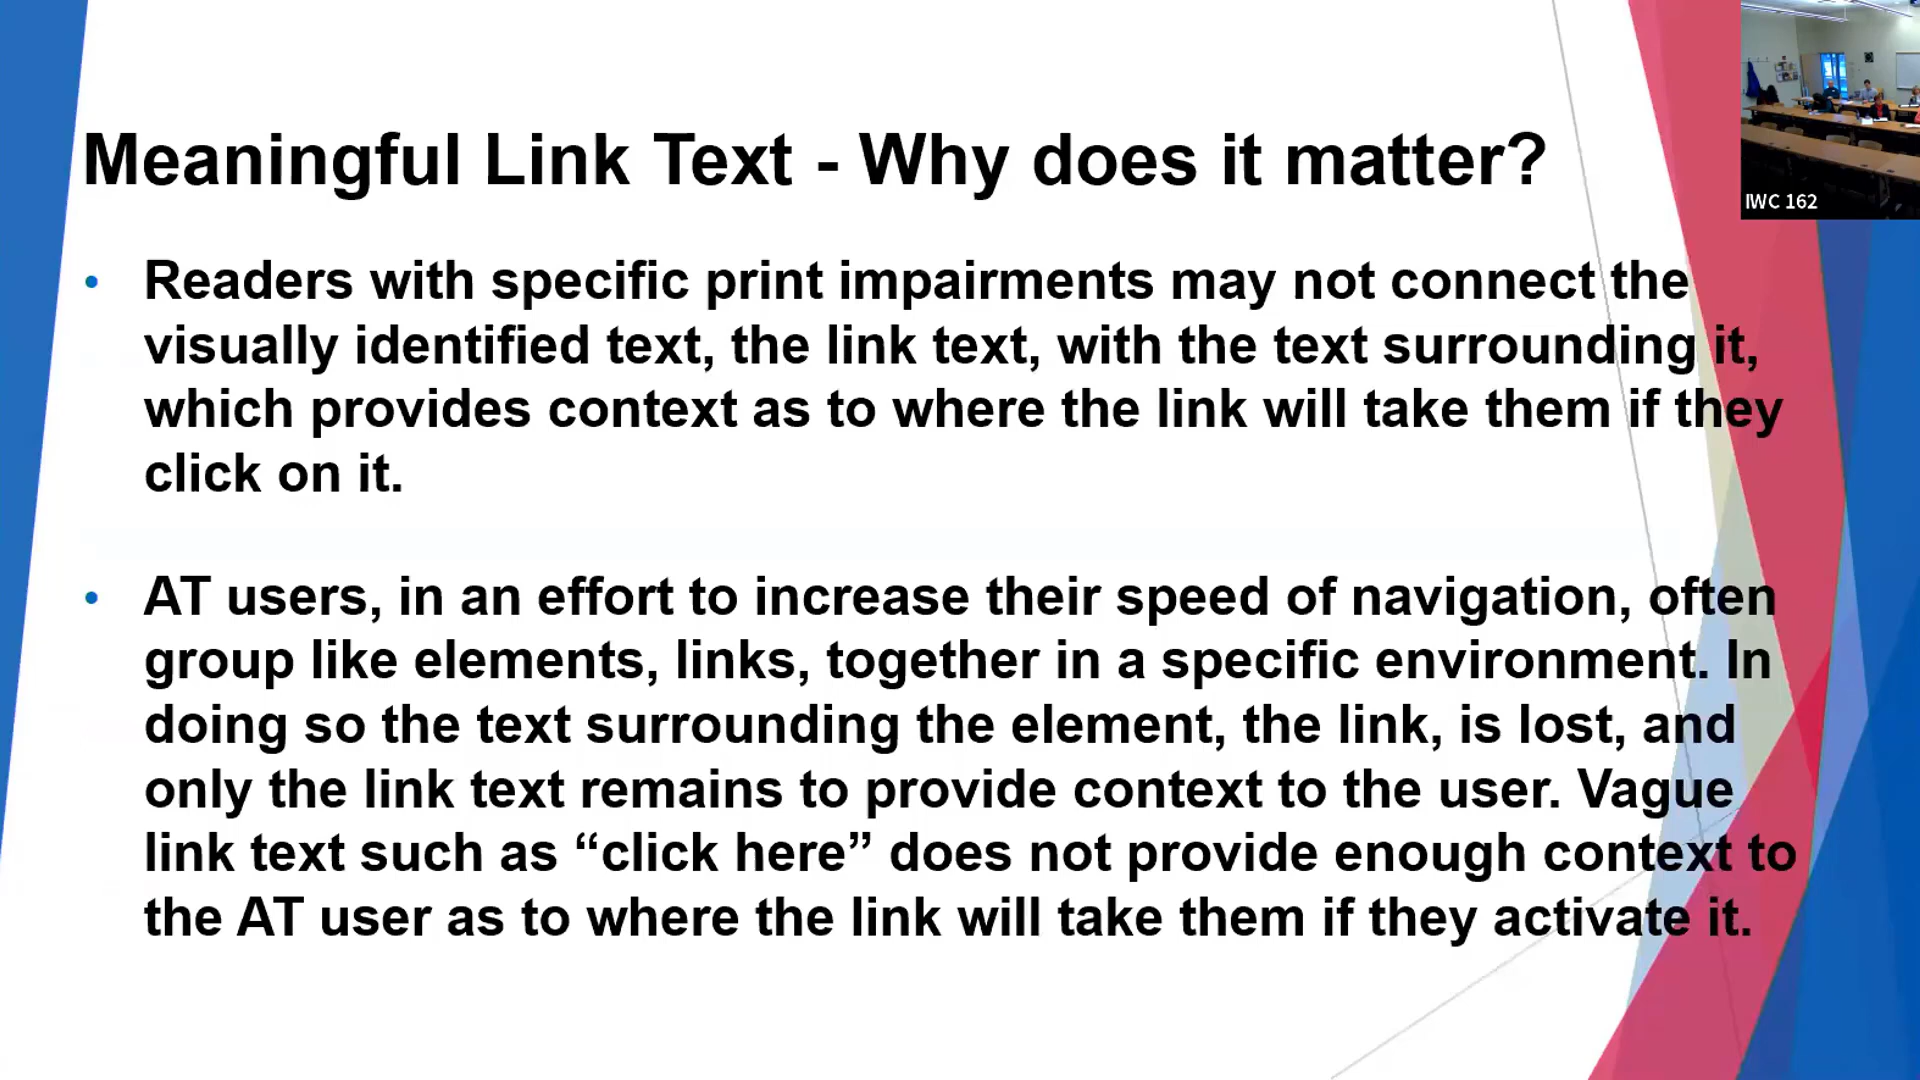 Meaningful Link Text - Why does it matter?
IWC 162
• Readers with specific print impairments may not connect the
visually identified text, the link text, with the text surrounding it,
which provides context as to where the link will take them if they
click on it.
• AT users, in an effort to increase their speed of navigation, often
group like elements, links, together in a specific environment. In
doing so the text surrounding the element, the link, is lost, and
only the link text remains to provide context to the user. Vague
link text such as “click here” does not provide enough context to
the AT user as to where the link will take them if they activate it.